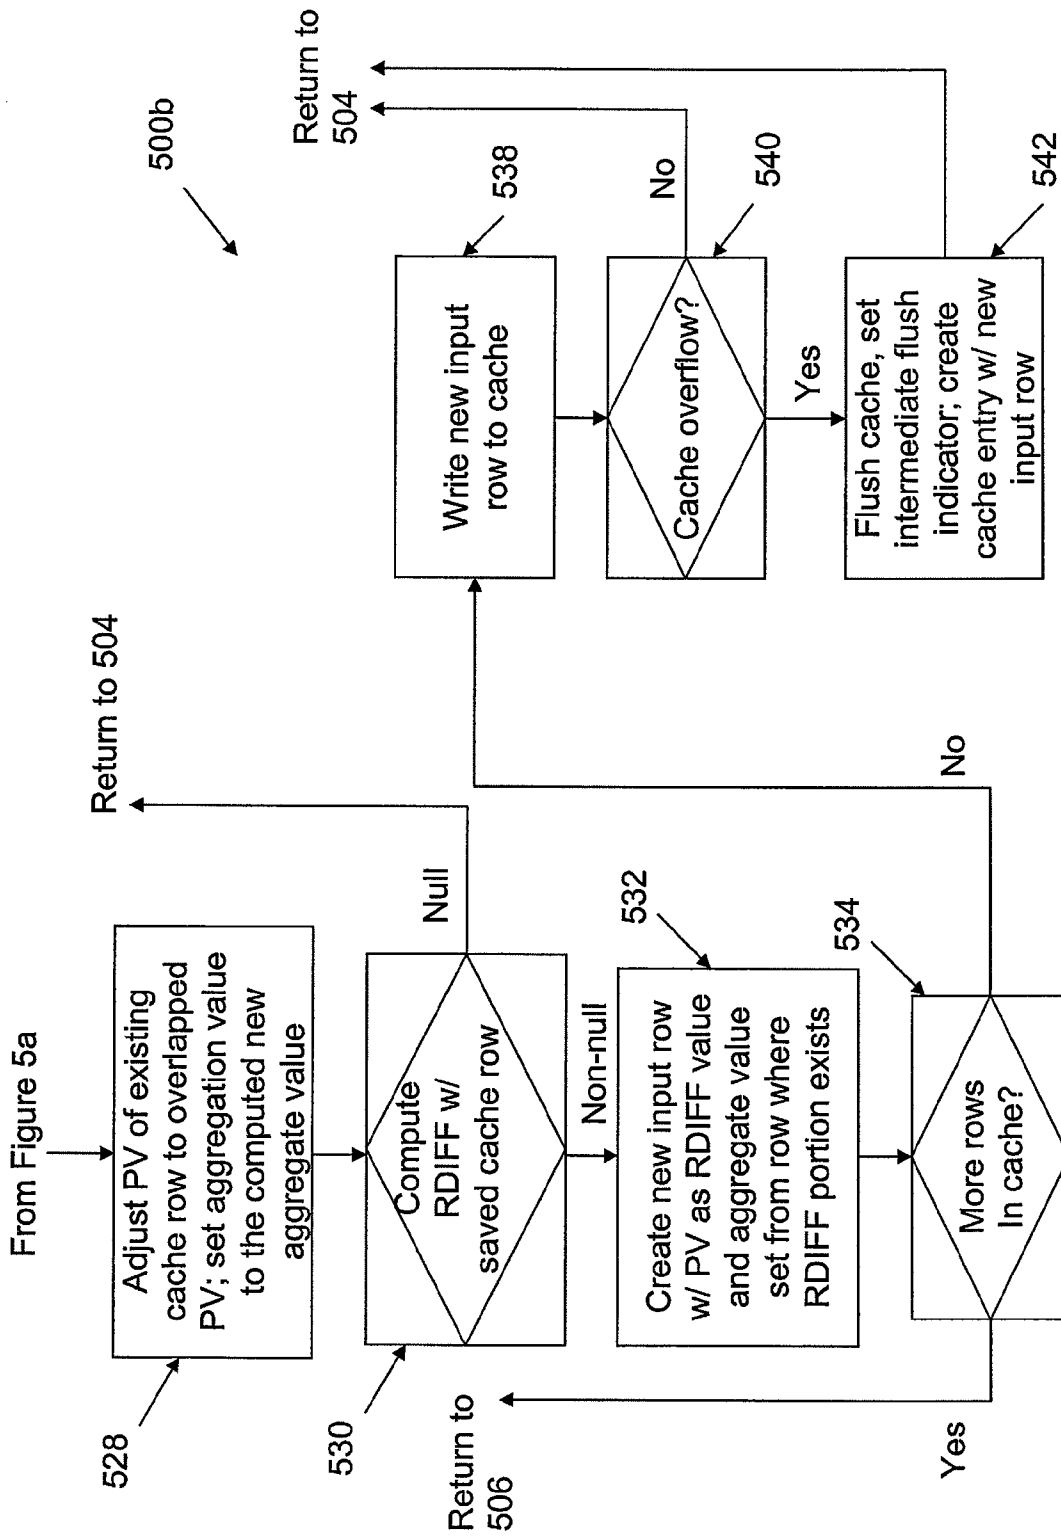 500b
From Figure 5a
Adjust PV of existing
cache row to overlapped
PV; set aggregation value
to the computed new
aggregate value
528
Return to 504
Compute
RDIFF w/
saved cache row
530
Null
Non-null
Create new input row
w/ PV as RDIFF value
and aggregate value
set from row where
RDIFF portion exists
532
Return to
506
More rows
In cache?
534
Yes
No
Write new input
row to cache
538
Return to
504
Cache overflow?
540
No
Yes
Flush cache, set
intermediate flush
indicator; create
cache entry w/ new
input row
542